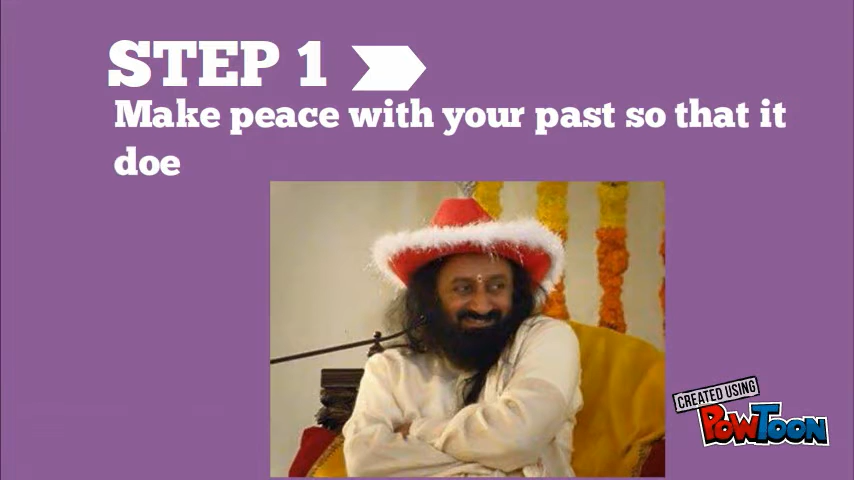 STEP 1
Make peace with your past so that it
doe
CREATED USING
POWTOON